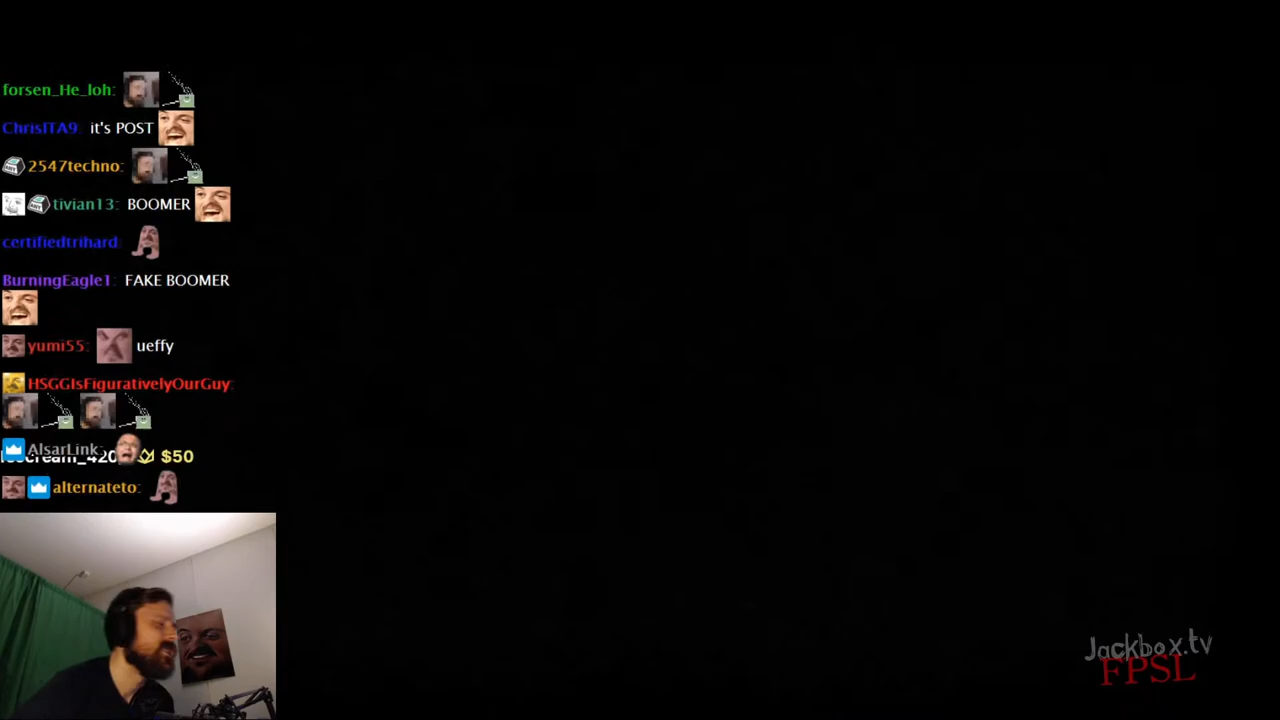 forsen_He_loh:
ChrisITA9: it's POST
2547techno:
tivian13: BOOMER
certifiedtrihard:
BurningEagle1: FAKE BOOMER
yumi55: ueffy
HSGGIsFigurativelyOurGuy:
AlsarLink:
$50
alternateto:
Jackbox.tv
FPSL